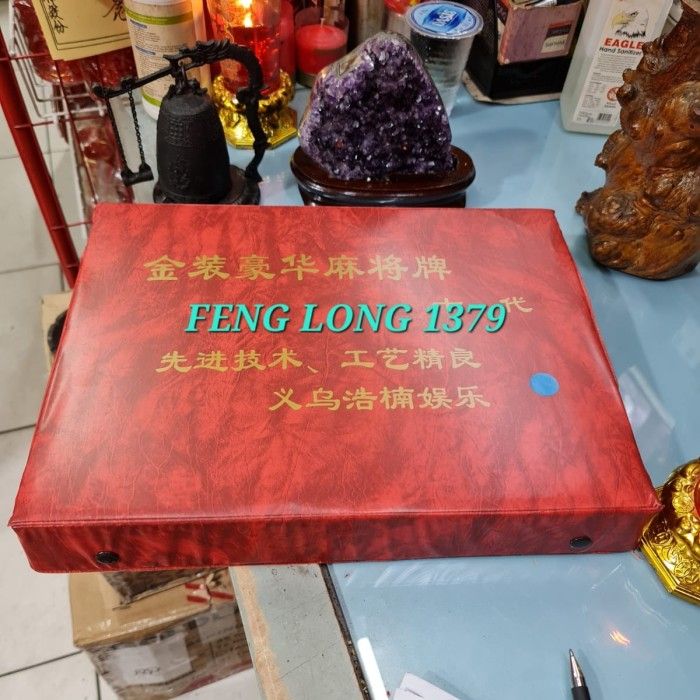 EAGLE
Hand Sanitizer
金装豪华麻将牌
代
FENG LONG 1379
先进技术、工艺精良
义乌浩楠娱乐